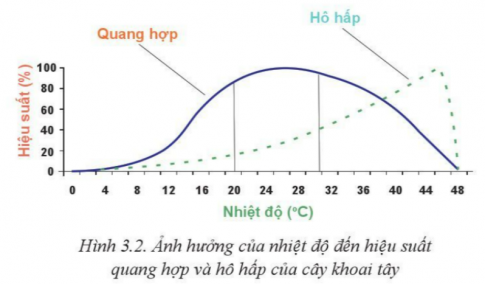 Quang hợp
Hô hấp
Hiệu suất (%)
100
80
60
40
20
0
0 4 8 12 16 20 24 28 32 36 40 44 48
Nhiệt độ (ºC)
Hình 3.2. Ảnh hưởng của nhiệt độ đến hiệu suất
quang hợp và hô hấp của cây khoai tây